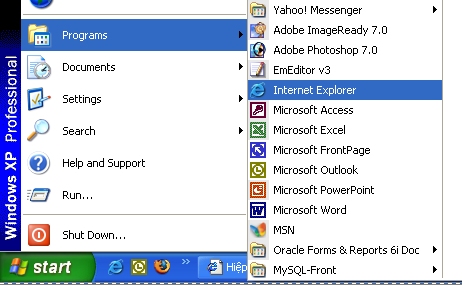 Windows XP Professional
Programs
Documents
Settings
Search
Help and Support
Run...
Shut Down...
Yahoo! Messenger
Adobe ImageReady 7.0
Adobe Photoshop 7.0
EmEditor v3
Internet Explorer
Microsoft Access
Microsoft Excel
Microsoft FrontPage
Microsoft Outlook
Microsoft PowerPoint
Microsoft Word
MSN
Oracle Forms & Reports 6i Doc
MySQL-Front
start
Hiệp